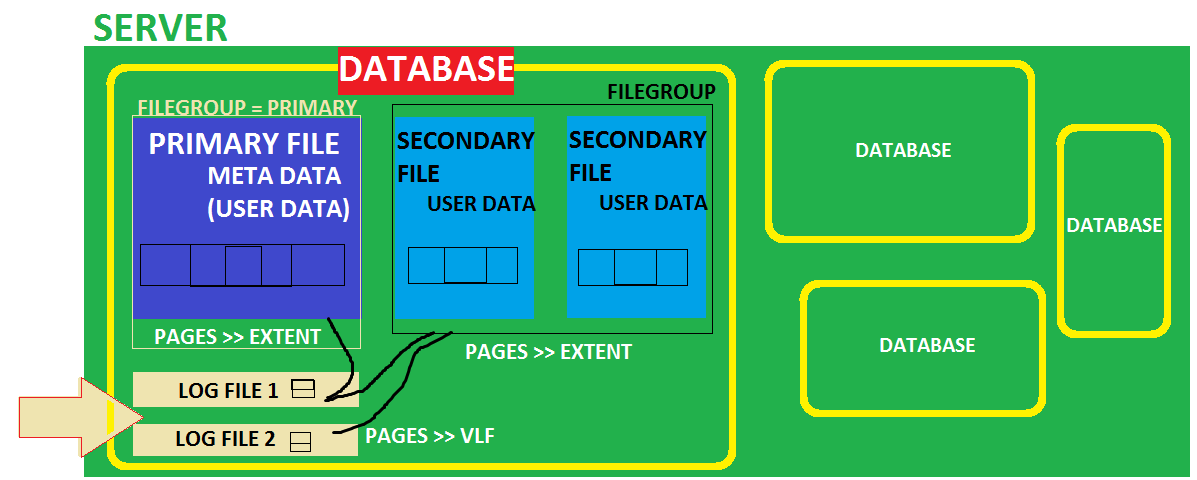 SERVER
DATABASE
FILEGROUP = PRIMARY
FILEGROUP
PRIMARY FILE
META DATA
(USER DATA)
SECONDARY
FILE
USER DATA
SECONDARY
FILE
USER DATA
PAGES >> EXTENT
PAGES >> EXTENT
LOG FILE 1
LOG FILE 2
PAGES >> VLF
DATABASE
DATABASE
DATABASE